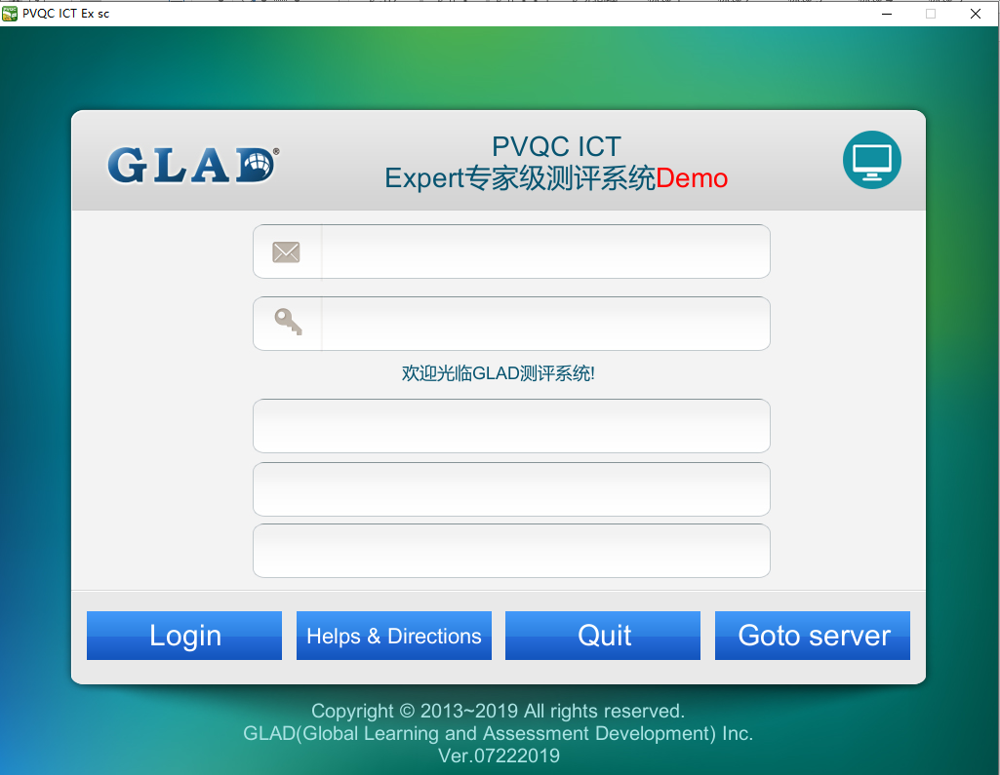 PVQC ICT Ex sc
GLAD®
PVQC ICT
Expert专家级测评系统Demo
欢迎光临GLAD测评系统!
Login
Helps & Directions
Quit
Goto server
Copyright © 2013~2019 All rights reserved.
GLAD(Global Learning and Assessment Development) Inc.
Ver.07222019